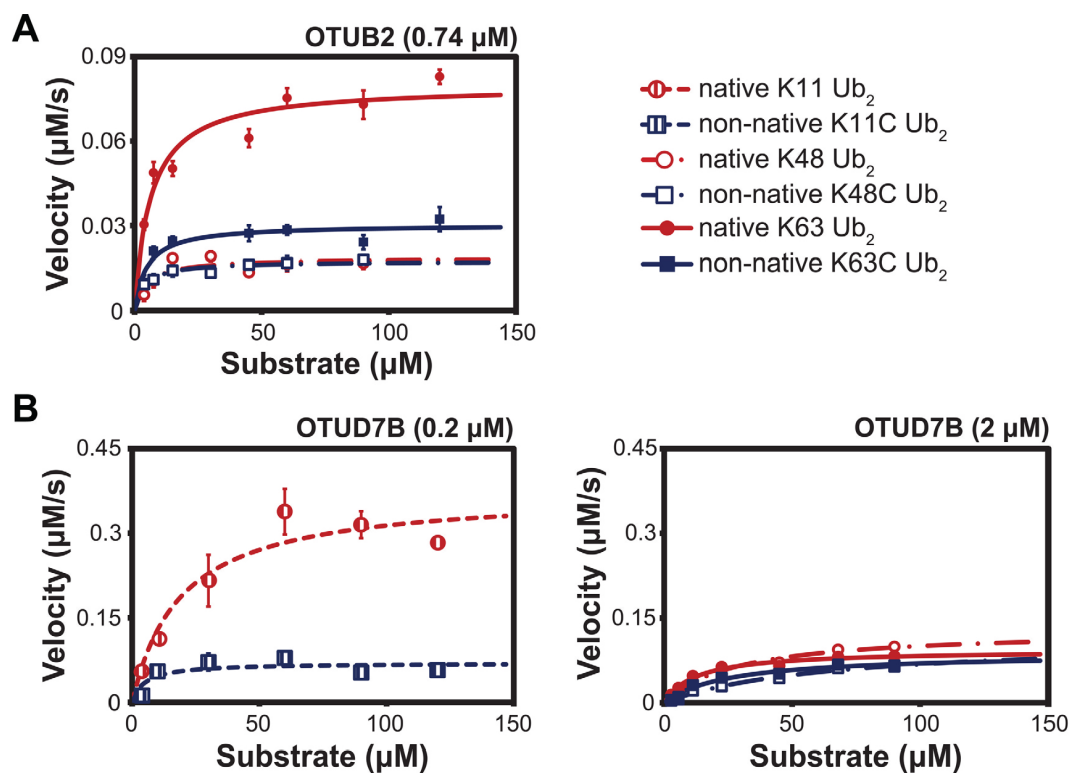 A
OTUB2 (0.74 µM)
Velocity (µM/s)
0.09
0.06
0.03
0
0 50 100 150
Substrate (µM)
native K11 Ub2
non-native K11C Ub2
native K48 Ub2
non-native K48C Ub2
native K63 Ub2
non-native K63C Ub2
B
OTUD7B (0.2 µM)
Velocity (µM/s)
0.45
0.3
0.15
0
0 50 100 150
Substrate (µM)
OTUD7B (2 µM)
Velocity (µM/s)
0.45
0.3
0.15
0
0 50 100 150
Substrate (µM)